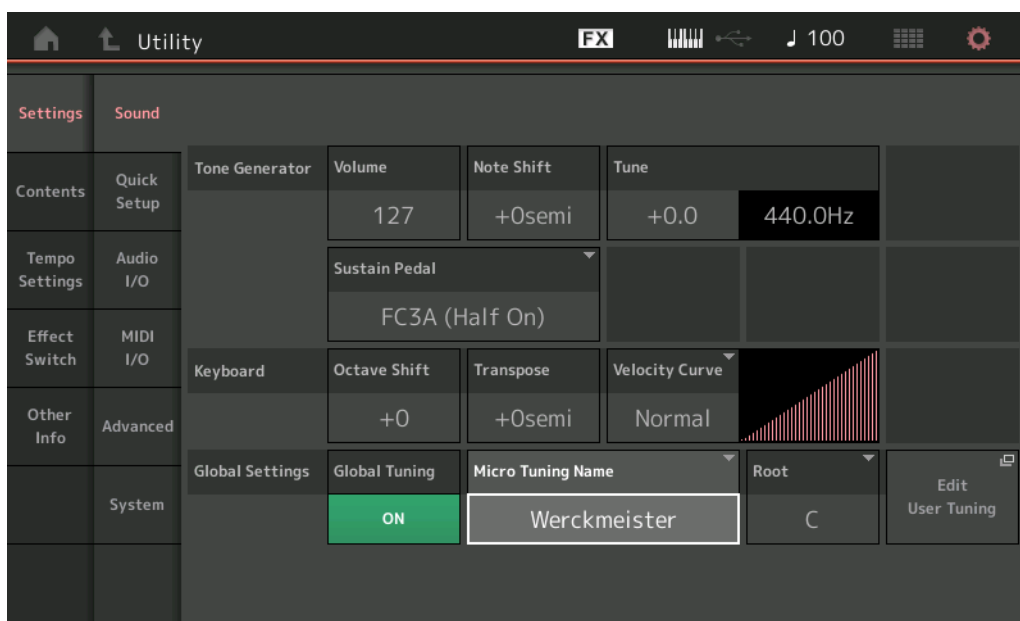 Utility
FX
♩ 100
Settings
Sound
Contents
Quick
Setup
Tempo
Settings
Audio
I/O
Effect
Switch
MIDI
I/O
Other
Info
Advanced
System
Tone Generator
Volume
Note Shift
Tune
127
+0semi
+0.0
440.0Hz
Sustain Pedal
FC3A (Half On)
Keyboard
Octave Shift
Transpose
Velocity Curve
+0
+0semi
Normal
Global Settings
Global Tuning
Micro Tuning Name
Root
Edit
User Tuning
ON
Werckmeister
C